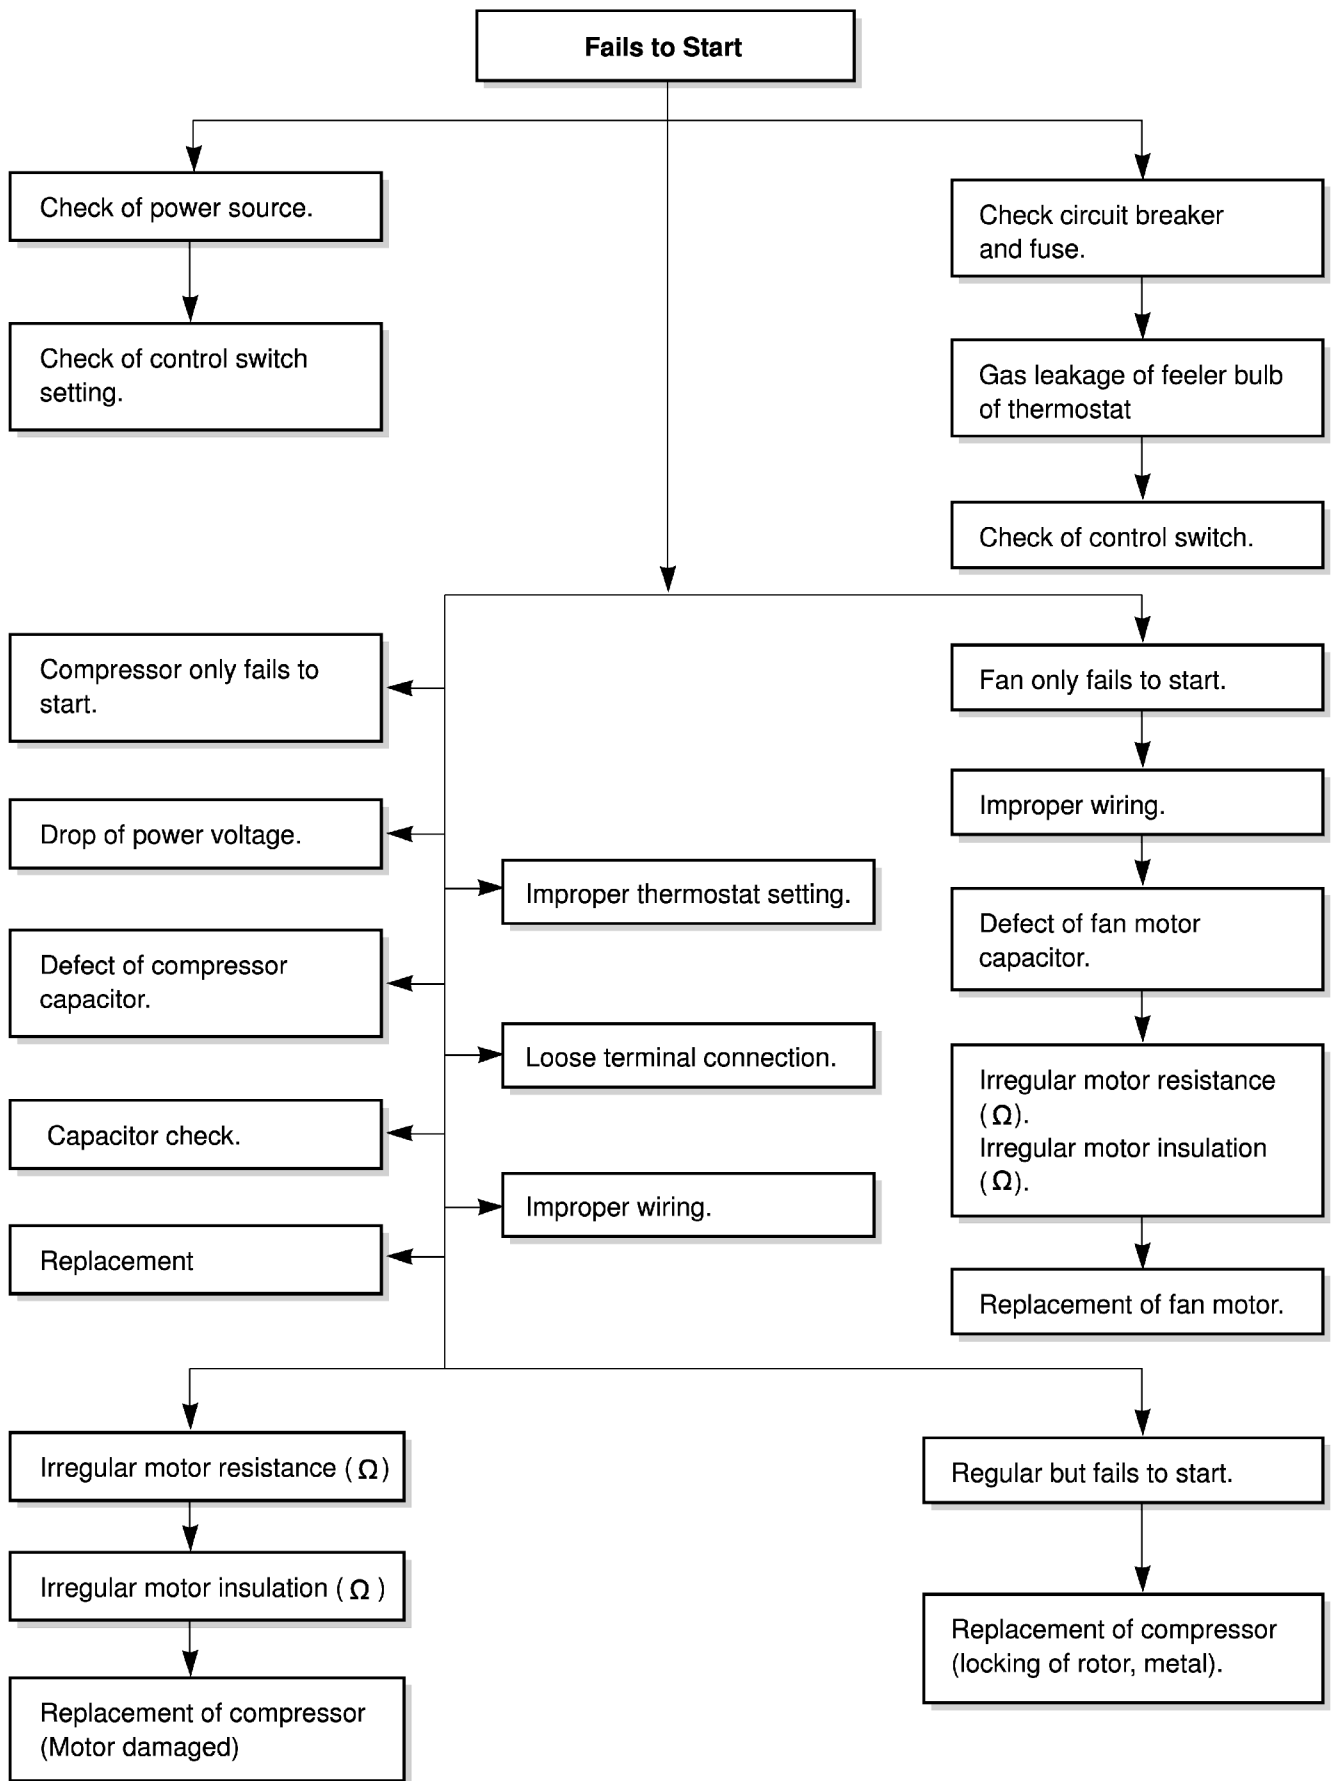 Fails to Start
Check of power source.
Check of control switch
setting.
Check circuit breaker
and fuse.
Gas leakage of feeler bulb
of thermostat
Check of control switch.
Compressor only fails to
start.
Drop of power voltage.
Defect of compressor
capacitor.
Capacitor check.
Replacement
Improper thermostat setting.
Loose terminal connection.
Improper wiring.
Fan only fails to start.
Improper wiring.
Defect of fan motor
capacitor.
Irregular motor resistance
(Ω).
Irregular motor insulation
(Ω).
Replacement of fan motor.
Irregular motor resistance (Ω)
Irregular motor insulation (Ω )
Replacement of compressor
(Motor damaged)
Regular but fails to start.
Replacement of compressor
(locking of rotor, metal).